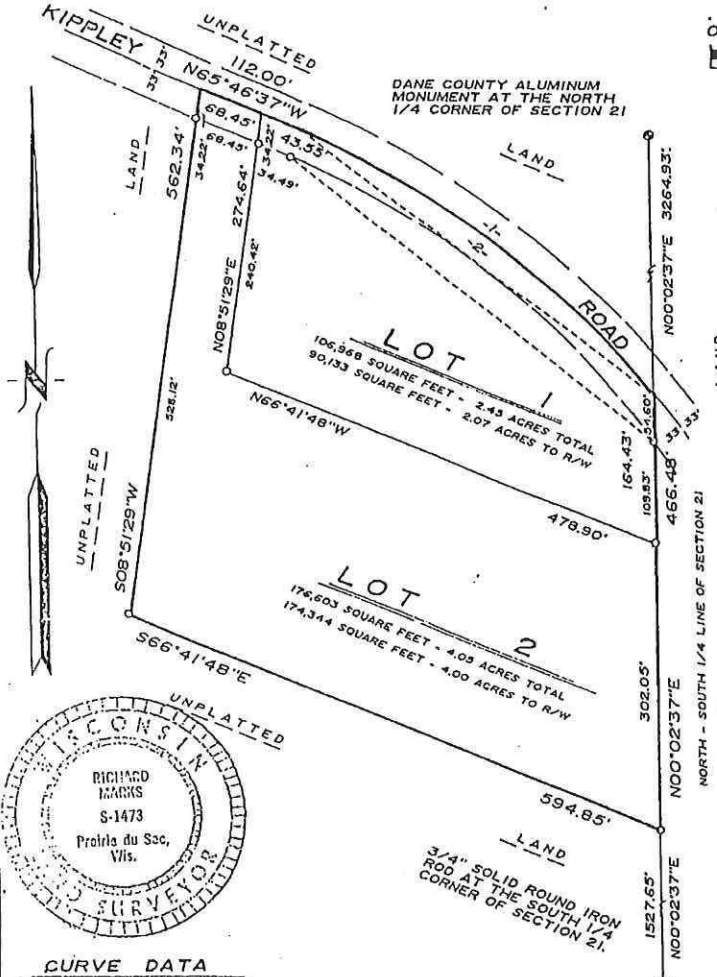 KIPPLEY
UNPLATTED
33' 33'
112.00'
N65°46'37"W
DANE COUNTY ALUMINUM
MONUMENT AT THE NORTH
1/4 CORNER OF SECTION 21
LAND
LAND
68.45'
68.45'
43.55'
34.49'
34.22'
34.22'
562.34'
274.64'
240.42'
N08°51'29"E
528.12'
S08°51'29"W
-1-
-2-
ROAD
3264.93'
N00°02'37"E
LOT 1
106,968 SQUARE FEET - 2.45 ACRES TOTAL
90,133 SQUARE FEET - 2.07 ACRES TO R/W
N66°41'48"W
478.90'
54.60'
33' 33'
164.43'
109.83'
466.48'
UNPLATTED
LOT 2
176,603 SQUARE FEET - 4.05 ACRES TOTAL
174,344 SQUARE FEET - 4.00 ACRES TO R/W
S66°41'48"E
594.85'
UNPLATTED
LAND
302.05'
N00°02'37"E
NORTH - SOUTH 1/4 LINE OF SECTION 21
3/4" SOLID ROUND IRON
ROD AT THE SOUTH 1/4
CORNER OF SECTION 21.
1527.65'
N00°02'37"E
WISCONSIN
RICHARD
MARKS
S-1473
Prairie du Sac,
Wis.
SURVEYOR
CURVE DATA